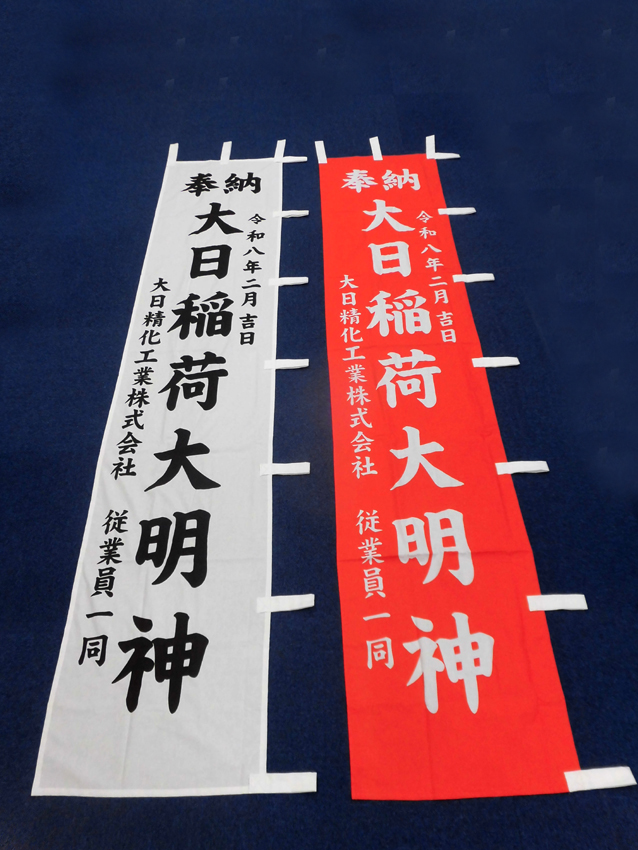 奉納
令和八年二月吉日
大日稲荷大明神
大日精化工業株式会社 従業員一同
奉納
令和八年二月吉日
大日稲荷大明神
大日精化工業株式会社 従業員一同